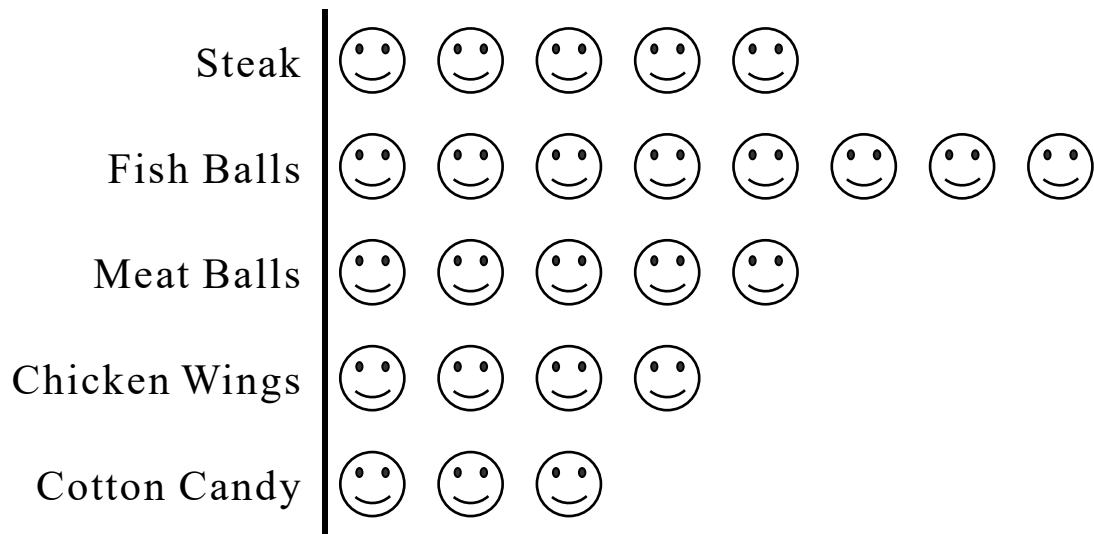 Steak
Fish Balls
Meat Balls
Chicken Wings
Cotton Candy